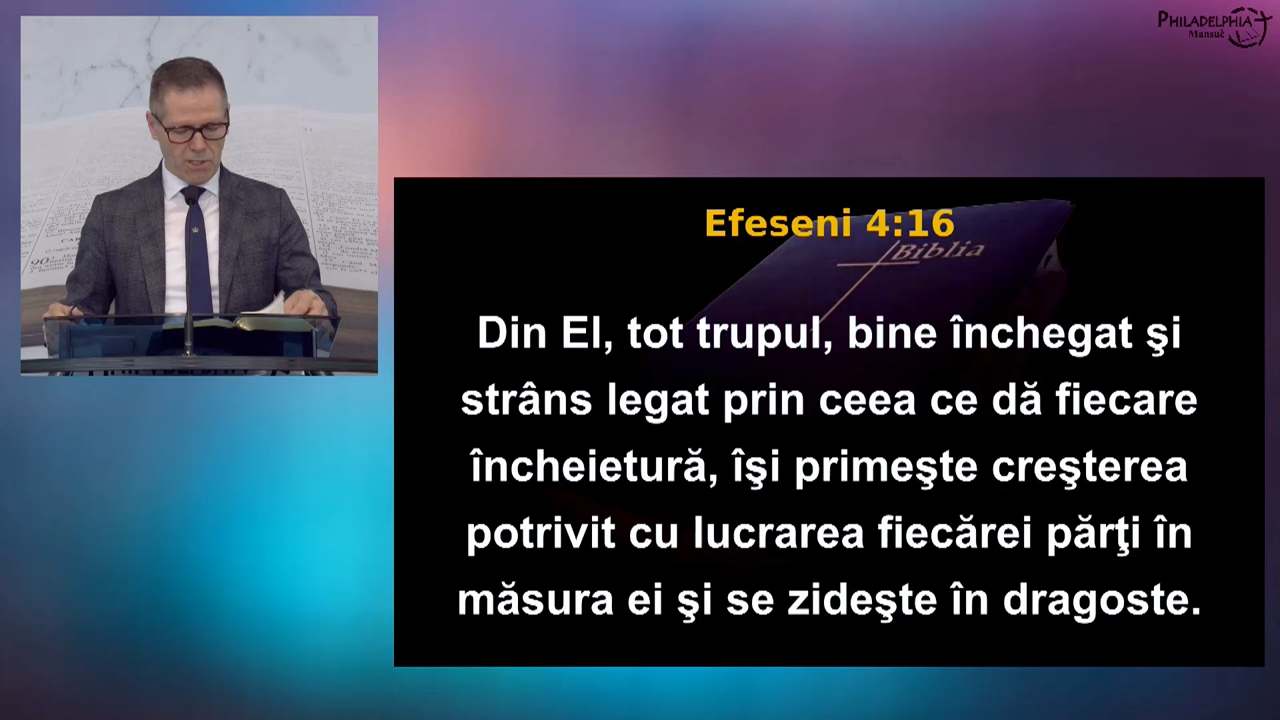 PHILADELPHIA
Mansuè
Efeseni 4:16
Biblia
Din El, tot trupul, bine închegat şi
strâns legat prin ceea ce dă fiecare
încheietură, îşi primeşte creşterea
potrivit cu lucrarea fiecărei părţi în
măsura ei şi se zideşte în dragoste.
90